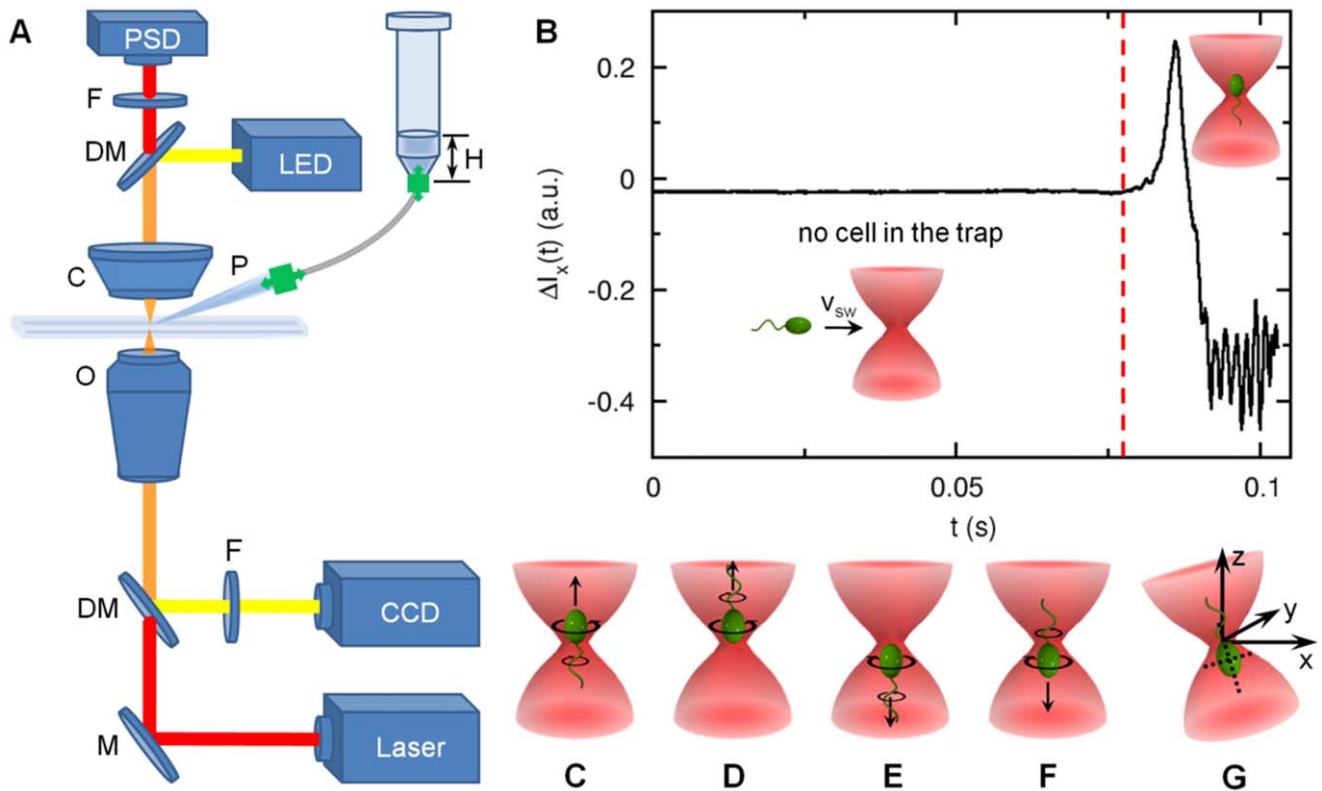 A
PSD
F
DM
LED
H
C
P
O
F
DM
CCD
M
Laser
B
ΔIₓ(t) (a.u.)
0.2
0
-0.2
-0.4
no cell in the trap
v_SW
0
0.05
0.1
t (s)
z
y
x
C
D
E
F
G